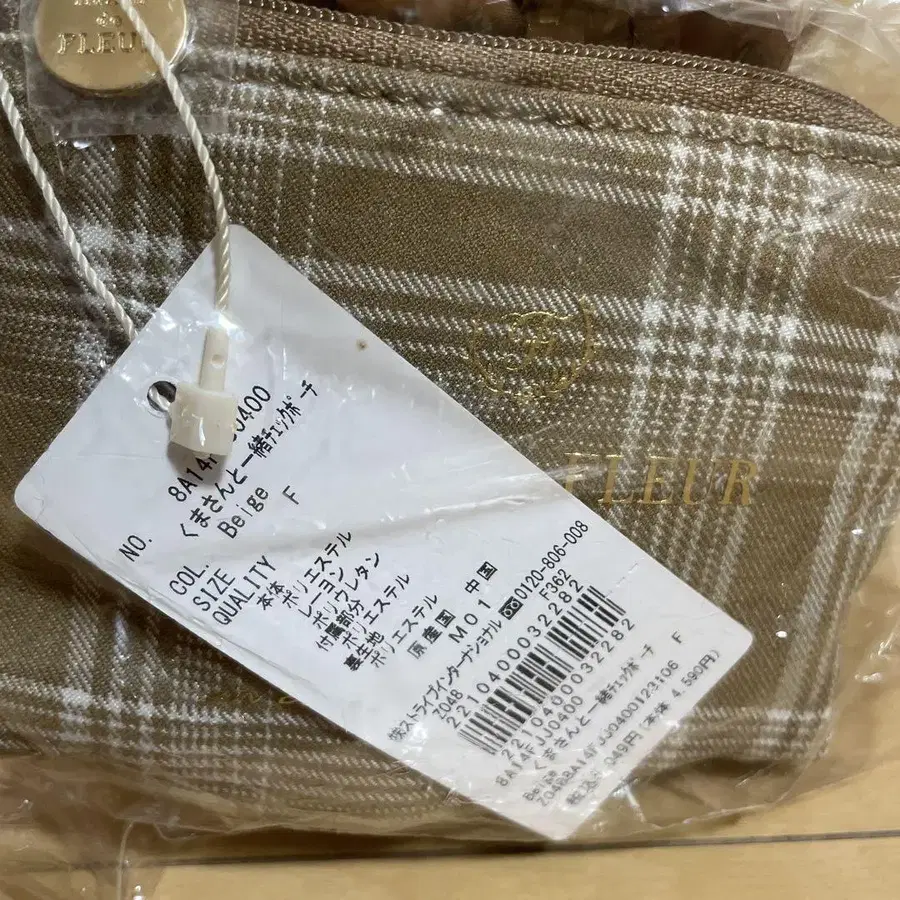 de
FLEUR
FLEUR
NO. 8A14F 0400
くまさんと一緒ﾁｪｯｸﾎﾟｰﾁ
COL. Beige
SIZE F
QUALITY
本体
ポリエステル
レーヨン
ポリウレタン
付属部分
ポリエステル
裏生地
ポリエステル
原産国 中国
M01
㈱ストライプインターナショナル 0120-806-008
Z048 F362
2210400032282
2210400032282
8A14FJJ0400
くまさんと一緒ﾁｪｯｸﾎﾟｰﾁ
Beige F
Z0488A14FJJ0400123106
税込 049円(本体 4,590円)